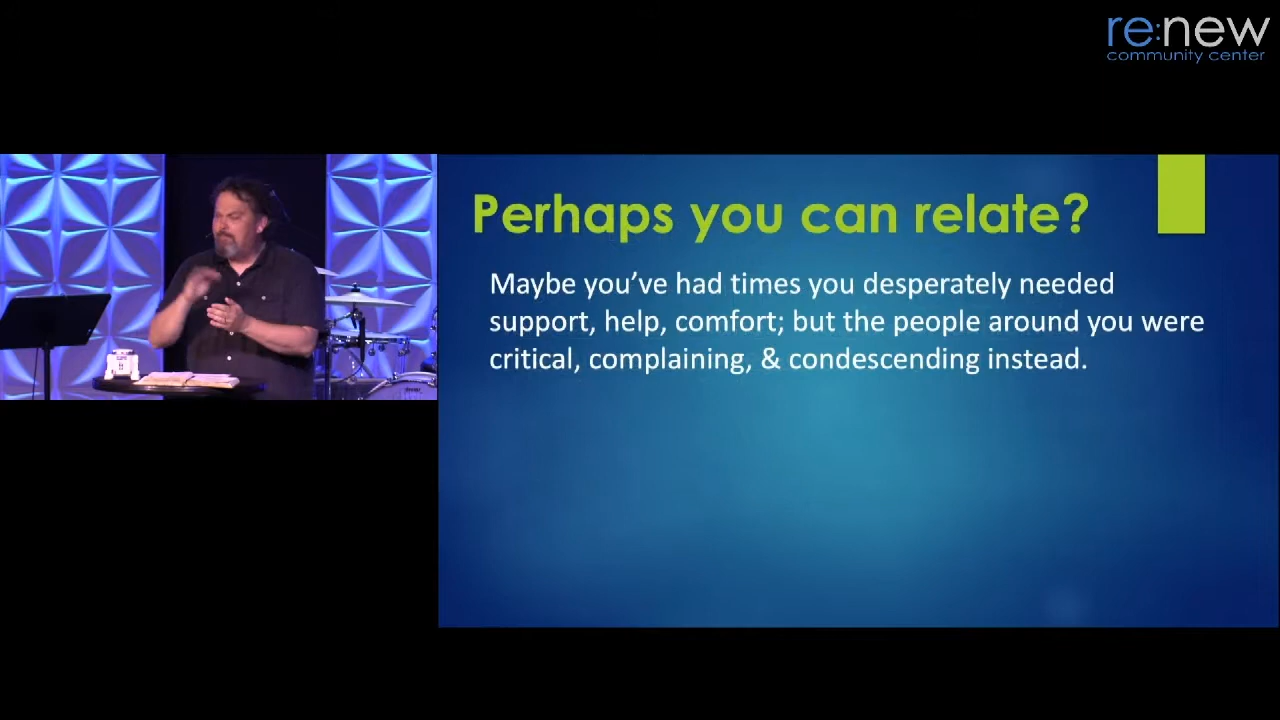 re:new
community center
Perhaps you can relate?
Maybe you've had times you desperately needed
support, help, comfort; but the people around you were
critical, complaining, & condescending instead.